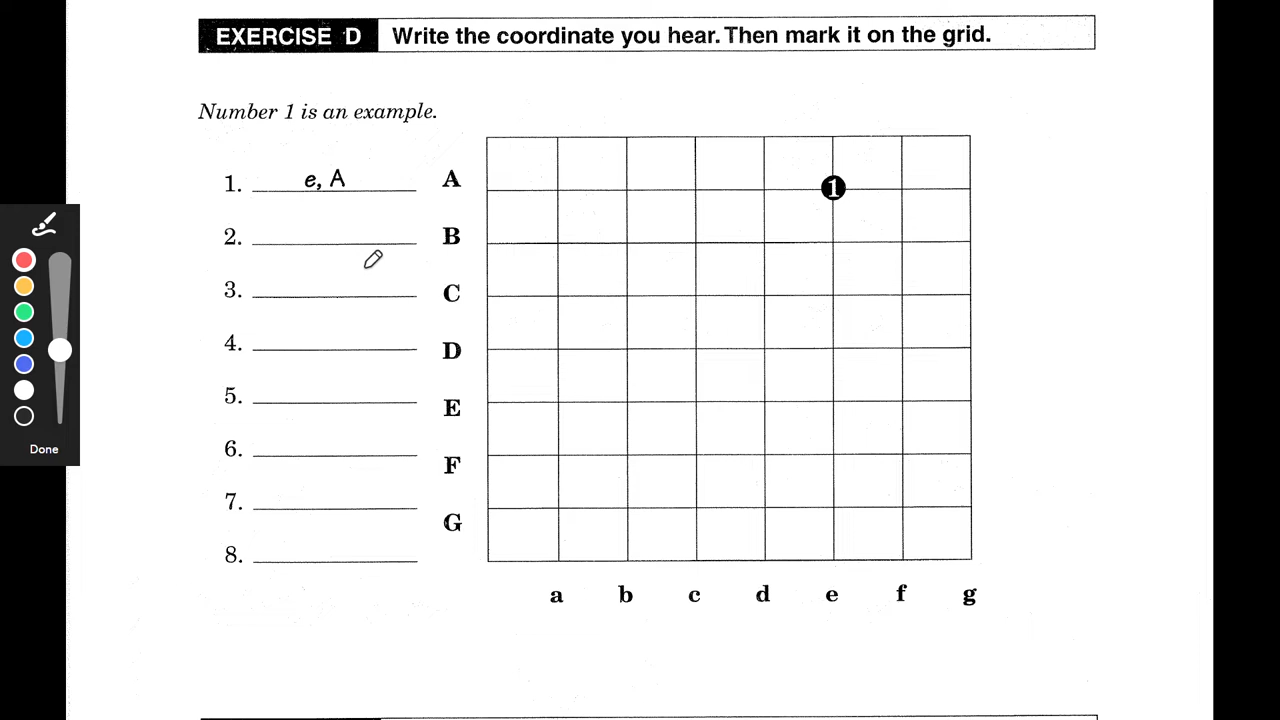 EXERCISE D Write the coordinate you hear. Then mark it on the grid.
Number 1 is an example.
1. e, A
2.
3.
4.
5.
6.
7.
8.
A
B
C
D
E
F
G
1
a b c d e f g
Done